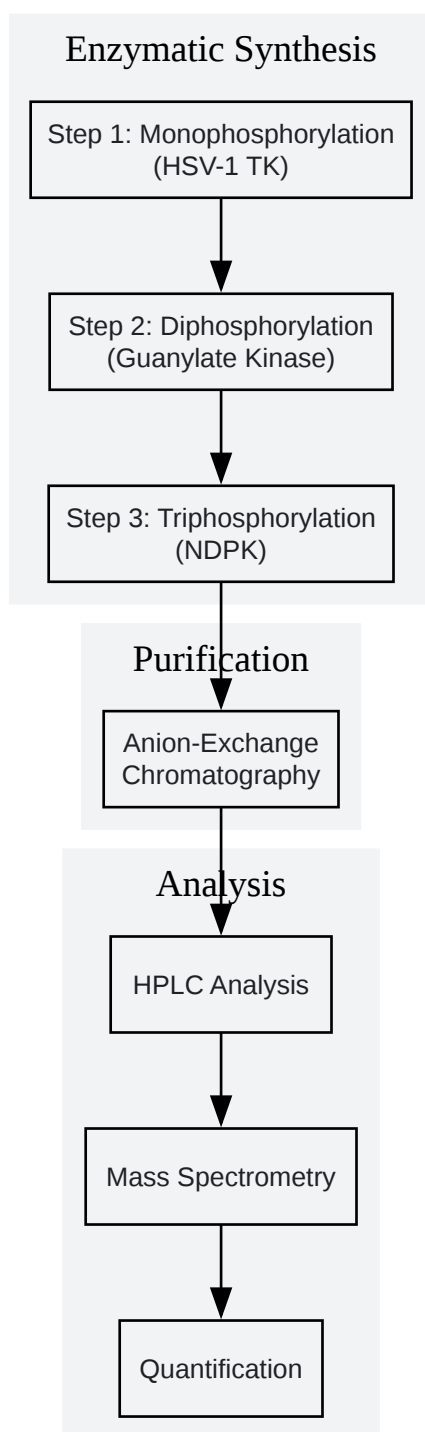 Enzymatic Synthesis
Step 1: Monophosphorylation
(HSV-1 TK)
Step 2: Diphosphorylation
(Guanylate Kinase)
Step 3: Triphosphorylation
(NDPK)
Purification
Anion-Exchange
Chromatography
Analysis
HPLC Analysis
Mass Spectrometry
Quantification